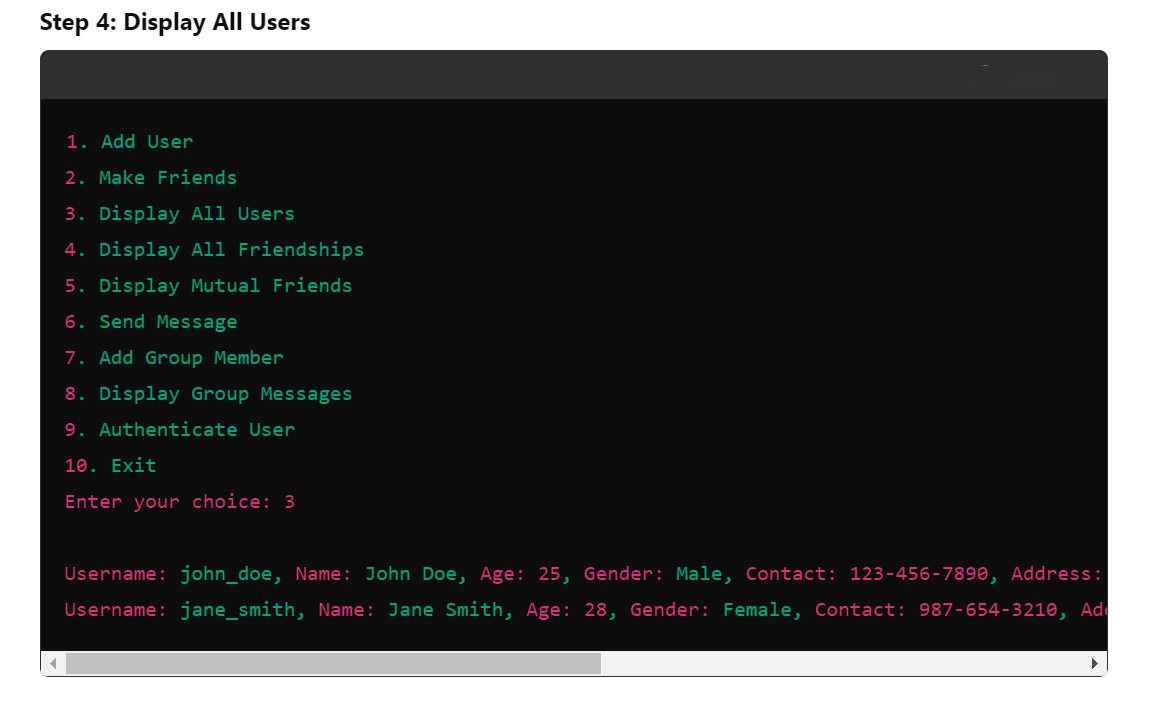 Step 4: Display All Users
1. Add User
2. Make Friends
3. Display All Users
4. Display All Friendships
5. Display Mutual Friends
6. Send Message
7. Add Group Member
8. Display Group Messages
9. Authenticate User
10. Exit
Enter your choice: 3
Username: john_doe, Name: John Doe, Age: 25, Gender: Male, Contact: 123-456-7890, Address:
Username: jane_smith, Name: Jane Smith, Age: 28, Gender: Female, Contact: 987-654-3210,